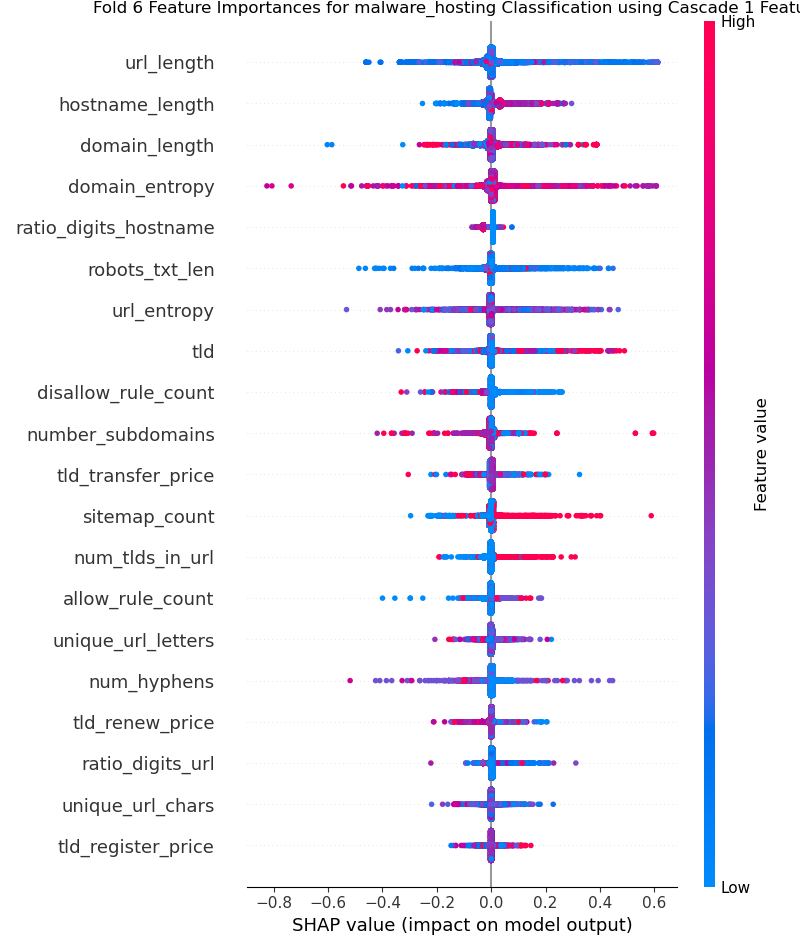 Fold 6 Feature Importances for malware_hosting Classification using Cascade 1 Featu
High
url_length
hostname_length
domain_length
domain_entropy
ratio_digits_hostname
robots_txt_len
url_entropy
tld
disallow_rule_count
number_subdomains
tld_transfer_price
sitemap_count
num_tlds_in_url
allow_rule_count
unique_url_letters
num_hyphens
tld_renew_price
ratio_digits_url
unique_url_chars
tld_register_price
Feature value
Low
−0.8 −0.6 −0.4 −0.2 0.0 0.2 0.4 0.6
SHAP value (impact on model output)